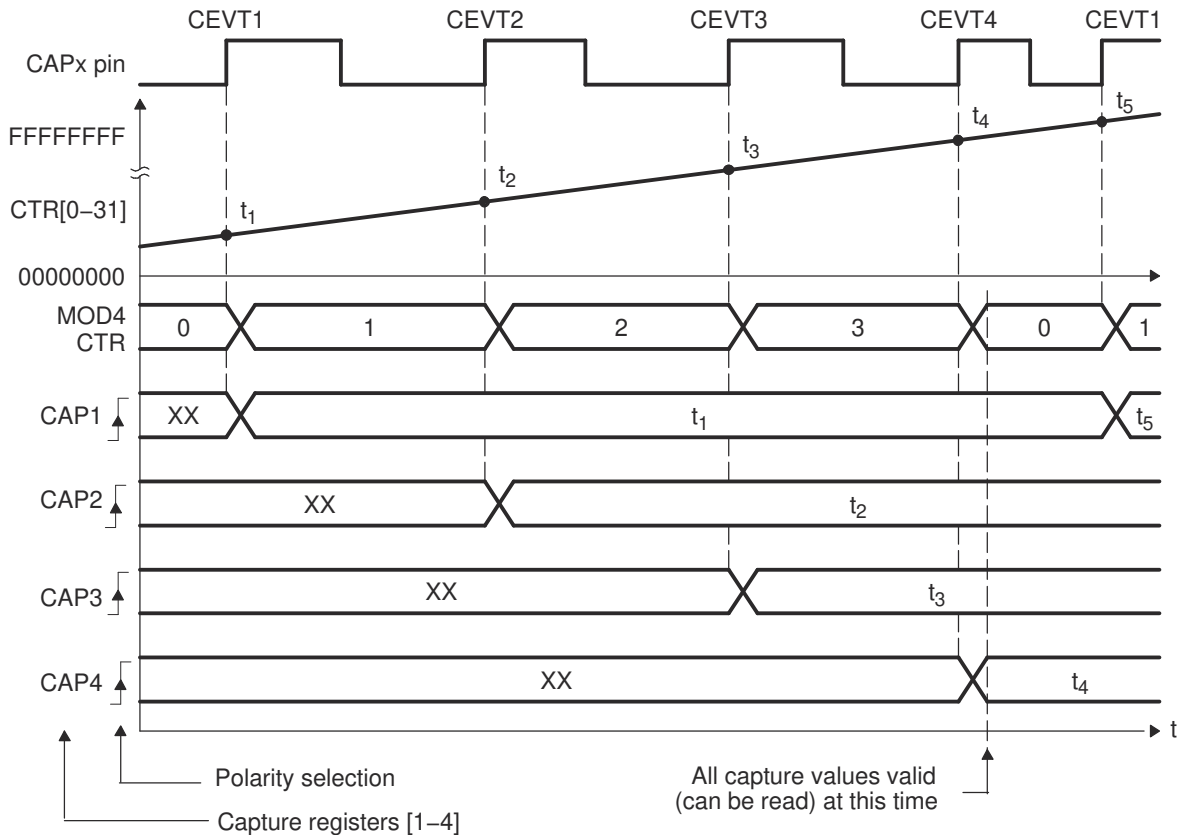 CEVT1 CEVT2 CEVT3 CEVT4 CEVT1
CAPx pin
t5
FFFFFFFF
t4
t3
t2
CTR[0−31]
t1
00000000
MOD4
CTR
0 1 2 3 0 1
CAP1 XX t1 t5
CAP2 XX t2
CAP3 XX t3
CAP4 XX t4
t
Polarity selection
All capture values valid
(can be read) at this time
Capture registers [1−4]